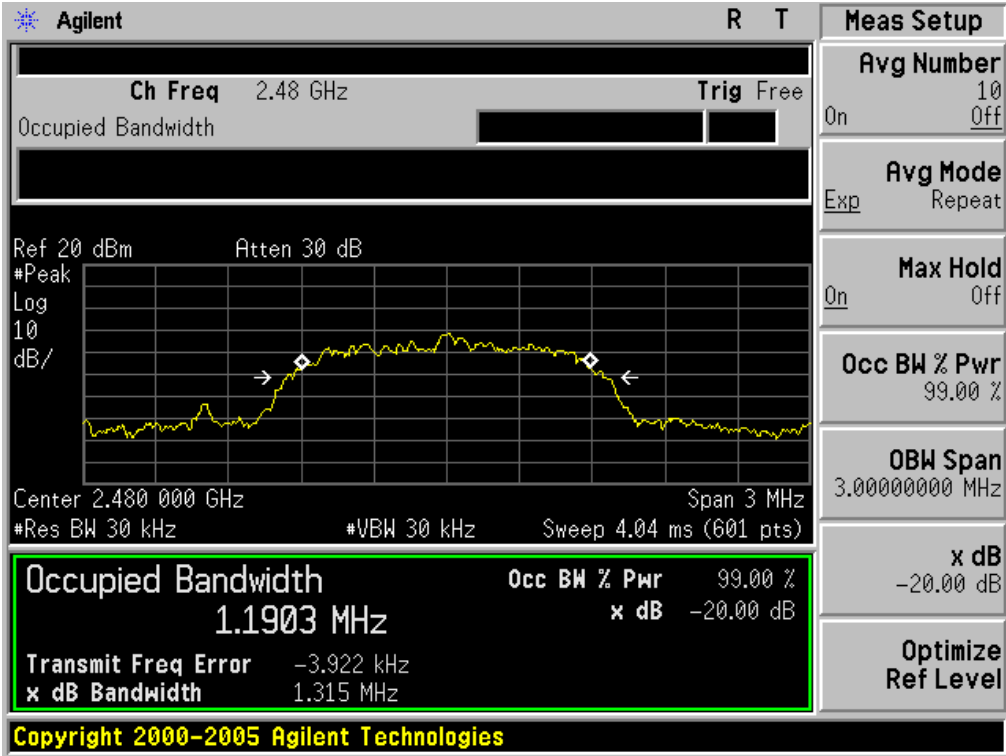 Agilent R T
Ch Freq 2.48 GHz Trig Free
Occupied Bandwidth
Ref 20 dBm Atten 30 dB
#Peak
Log
10
dB/
Center 2.480 000 GHz Span 3 MHz
#Res BW 30 kHz #VBW 30 kHz Sweep 4.04 ms (601 pts)
Occupied Bandwidth Occ BW % Pwr 99.00 %
1.1903 MHz x dB -20.00 dB
Transmit Freq Error -3.922 kHz
x dB Bandwidth 1.315 MHz
Copyright 2000-2005 Agilent Technologies
Meas Setup
Avg Number
10
On Off
Avg Mode
Exp Repeat
Max Hold
On Off
Occ BW % Pwr
99.00 %
OBW Span
3.00000000 MHz
x dB
-20.00 dB
Optimize
Ref Level